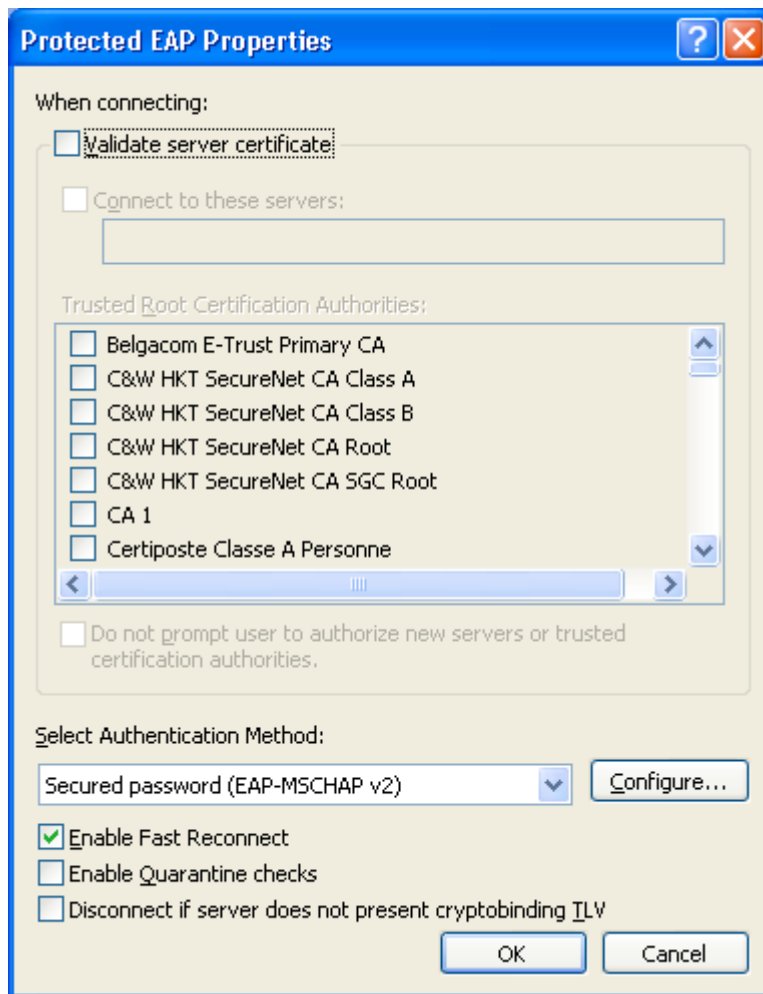 Protected EAP Properties
When connecting:
Validate server certificate
Connect to these servers:
Trusted Root Certification Authorities:
Belgacom E-Trust Primary CA
C&W HKT SecureNet CA Class A
C&W HKT SecureNet CA Class B
C&W HKT SecureNet CA Root
C&W HKT SecureNet CA SGC Root
CA 1
Certiposte Classe A Personne
Do not prompt user to authorize new servers or trusted
certification authorities.
Select Authentication Method:
Secured password (EAP-MSCHAP v2)
Configure...
Enable Fast Reconnect
Enable Quarantine checks
Disconnect if server does not present cryptobinding TLV
OK Cancel